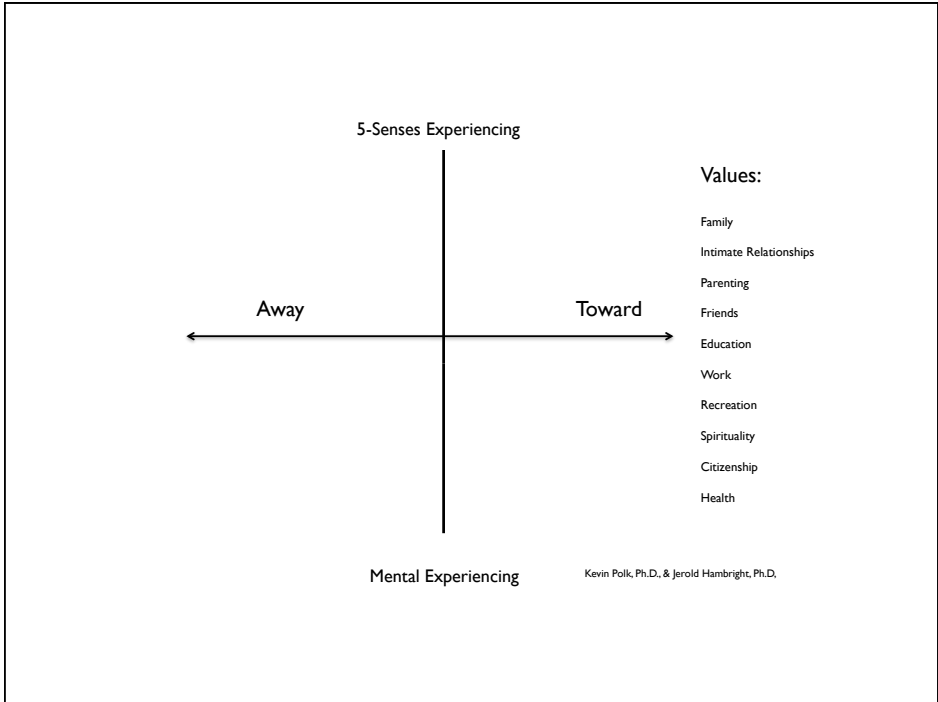 5-Senses Experiencing
Values:
Family
Intimate Relationships
Parenting
Away
Toward
Friends
Education
Work
Recreation
Spirituality
Citizenship
Health
Mental Experiencing
Kevin Polk, Ph.D., & Jerold Hambright, Ph.D,